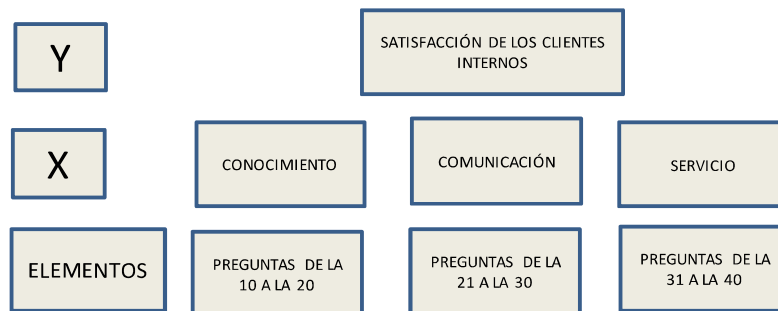 Y
SATISFACCIÓN DE LOS CLIENTES
INTERNOS
X
CONOCIMIENTO
COMUNICACIÓN
SERVICIO
ELEMENTOS
PREGUNTAS DE LA
10 A LA 20
PREGUNTAS DE LA
21 A LA 30
PREGUNTAS DE LA
31 A LA 40